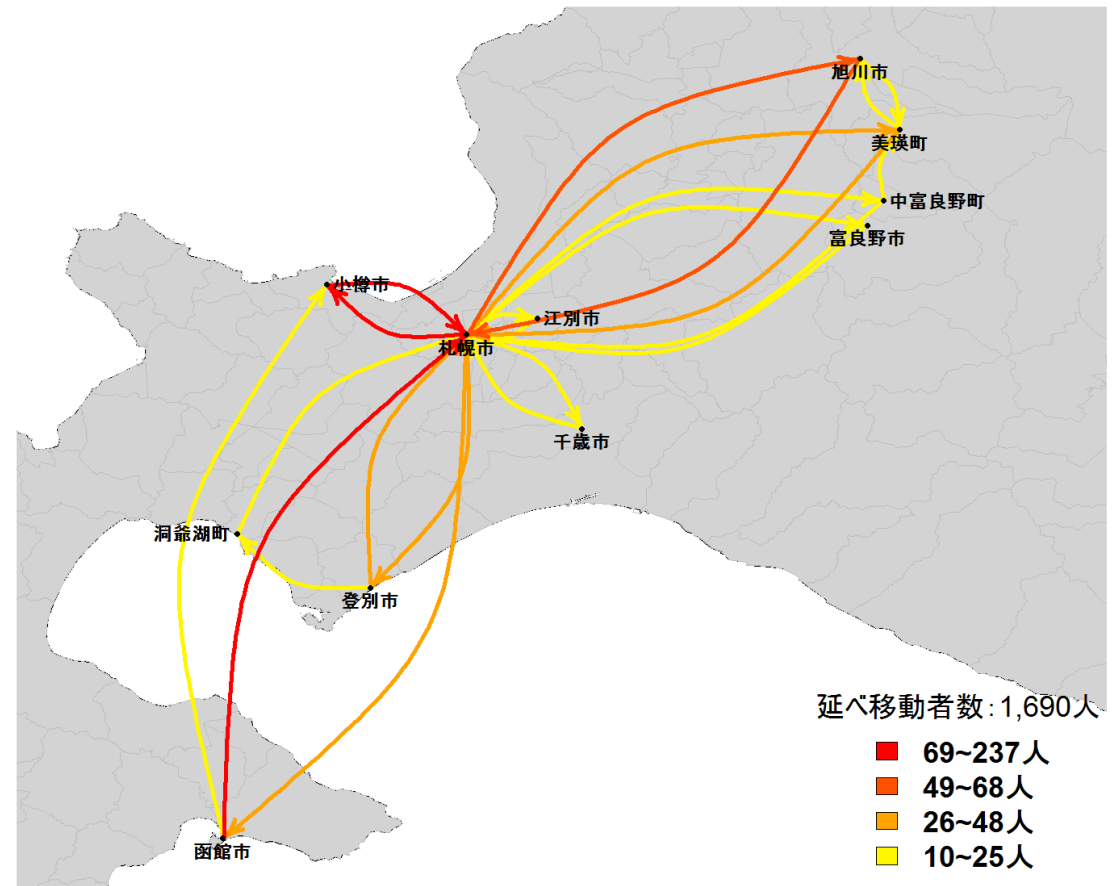 旭川市
美瑛町
中富良野町
富良野市
小樽市
江別市
札幌市
千歳市
洞爺湖町
登別市
函館市
延べ移動者数:1,690人
69~237人
49~68人
26~48人
10~25人